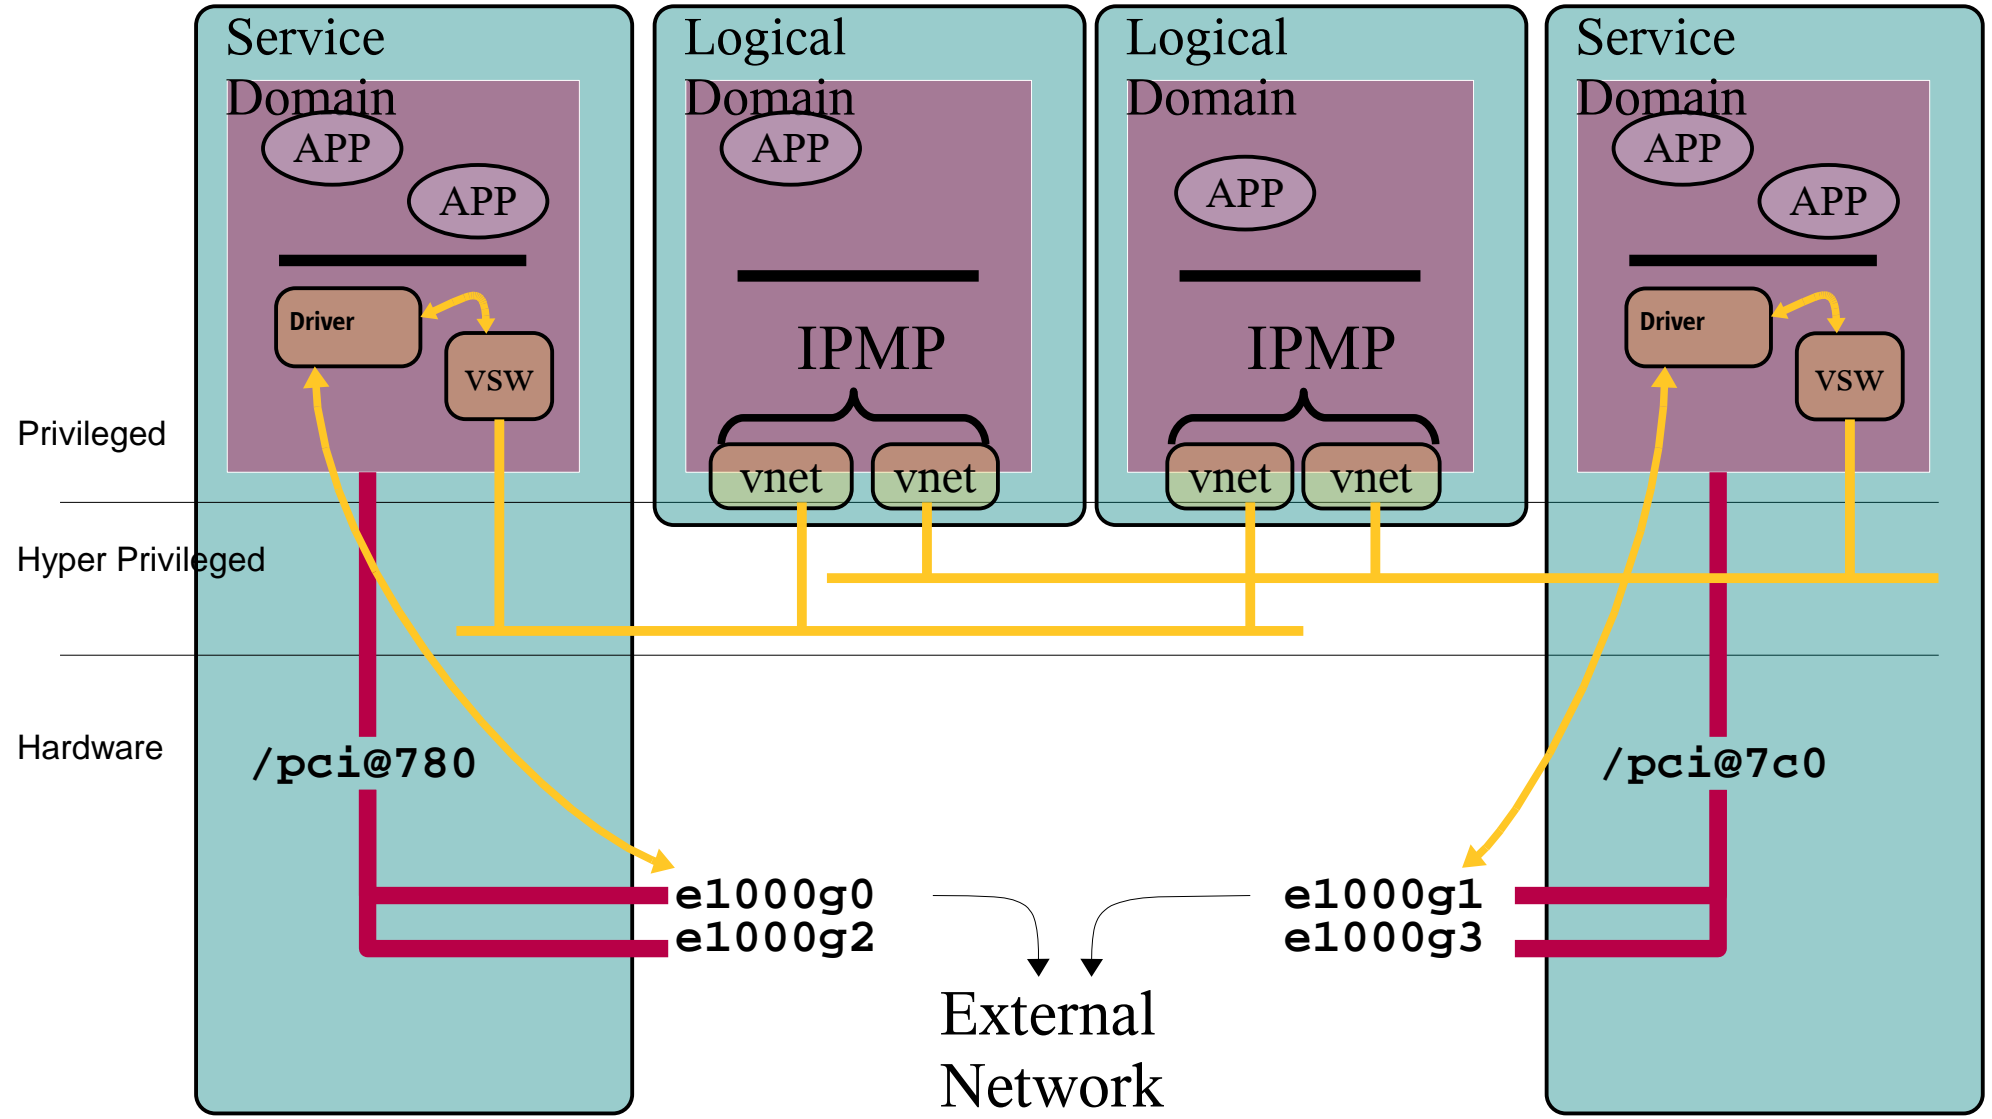 Service
Domain
APP
APP
Driver
vsw
Logical
Domain
APP
IPMP
vnet vnet
Logical
Domain
APP
IPMP
vnet vnet
Service
Domain
APP
APP
Driver
vsw
Privileged
Hyper Privileged
Hardware
/pci@780
/pci@7c0
e1000g0
e1000g2
e1000g1
e1000g3
External
Network